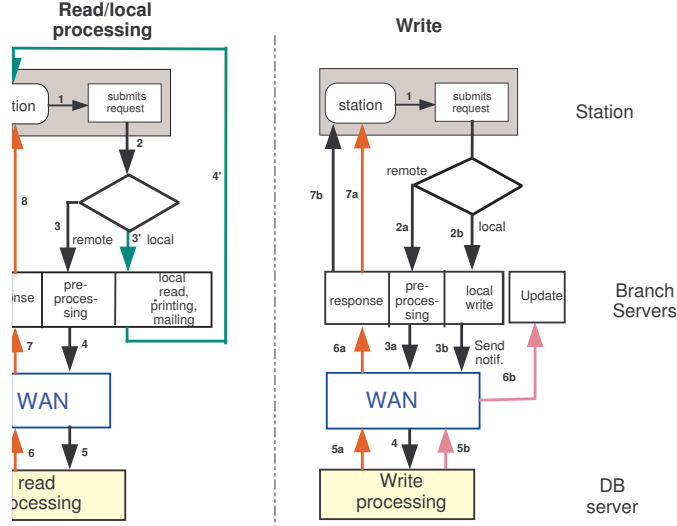 Read/local
processing
Write
tion
1
submits
request
station
1
submits
request
Station
2
4'
8
3
remote
3'
local
remote
7b
7a
2a
2b
local
onse
pre-
proces-
sing
local
read,
printing,
mailing
response
pre-
proces-
sing
local
write
Update
Branch
Servers
7
4
6a
3a
3b
Send
notif.
6b
WAN
WAN
6
5
5a
4
5b
read
ocessing
Write
processing
DB
server